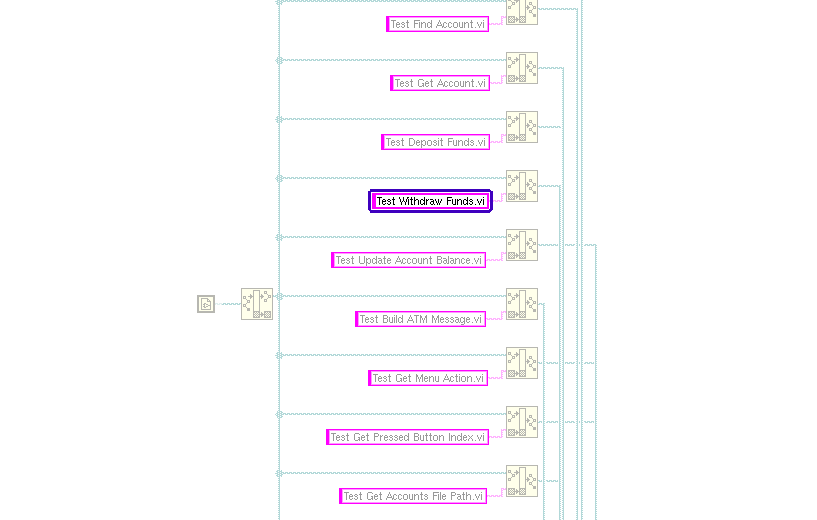 Test Find Account.vi
Test Get Account.vi
Test Deposit Funds.vi
Test Withdraw Funds.vi
Test Update Account Balance.vi
Test Build ATM Message.vi
Test Get Menu Action.vi
Test Get Pressed Button Index.vi
Test Get Accounts File Path.vi